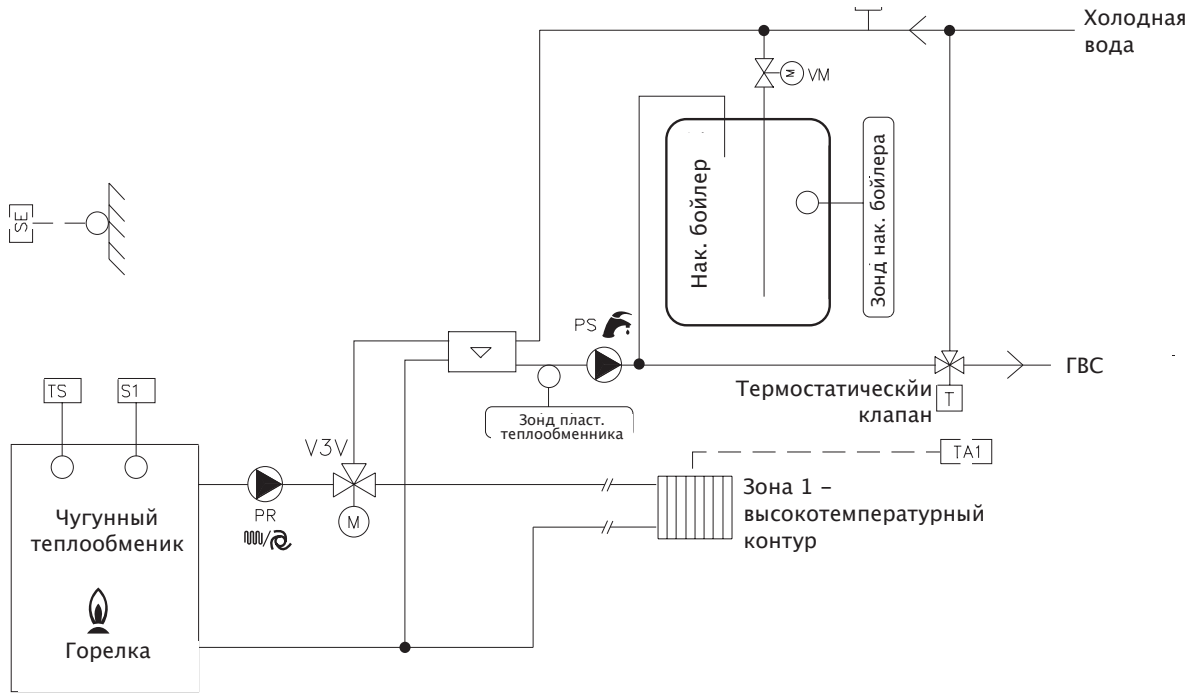 Холодная
вода
M
VM
Нак. бойлер
Зонд нак. бойлера
SE
PS
ГВС
Термостатическйи
клапан
T
Зонд пласт.
теплообменника
TS
S1
V3V
TA1
PR
M
Зона 1 –
высокотемпературный
контур
Чугунный
теплообменик
Горелка